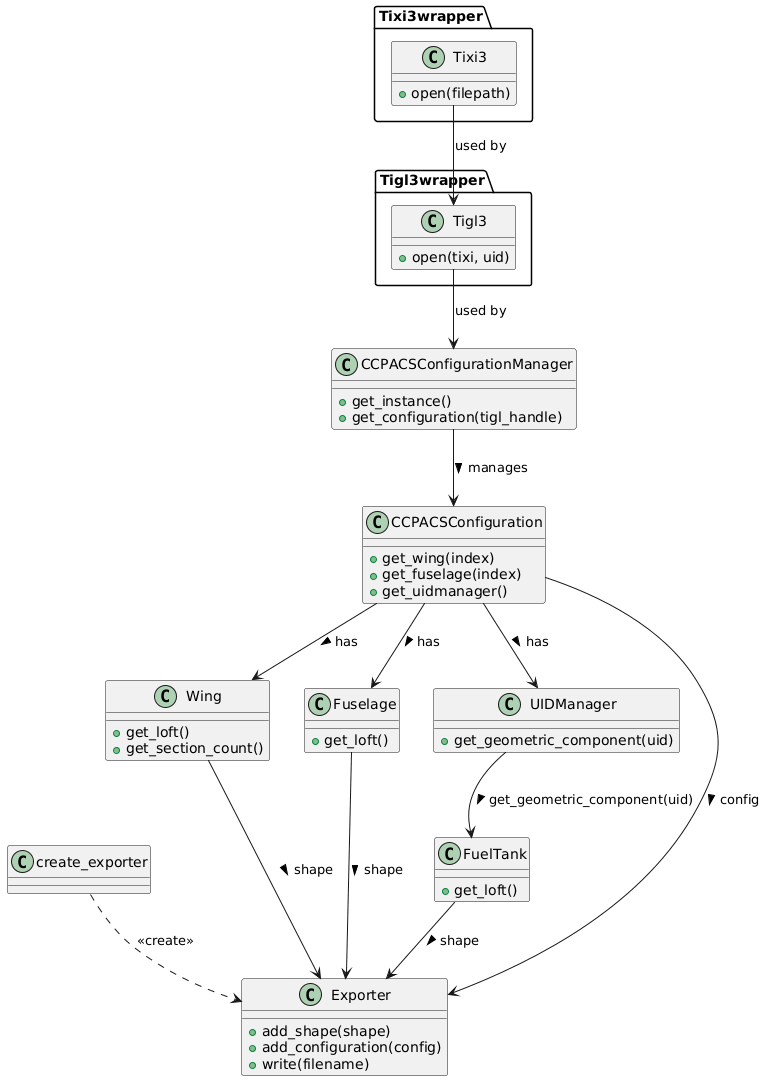 Tixi3wrapper
C Tixi3
open(filepath)
used by
Tigl3wrapper
C Tigl3
open(tixi, uid)
used by
C CCPACSConfigurationManager
get_instance()
get_configuration(tigl_handle)
manages
C CCPACSConfiguration
get_wing(index)
get_fuselage(index)
get_uidmanager()
has
has
has
C Wing
get_loft()
get_section_count()
C Fuselage
get_loft()
C UIDManager
get_geometric_component(uid)
get_geometric_component(uid)
config
C create_exporter
shape
shape
C FuelTank
get_loft()
«create»
shape
C Exporter
add_shape(shape)
add_configuration(config)
write(filename)